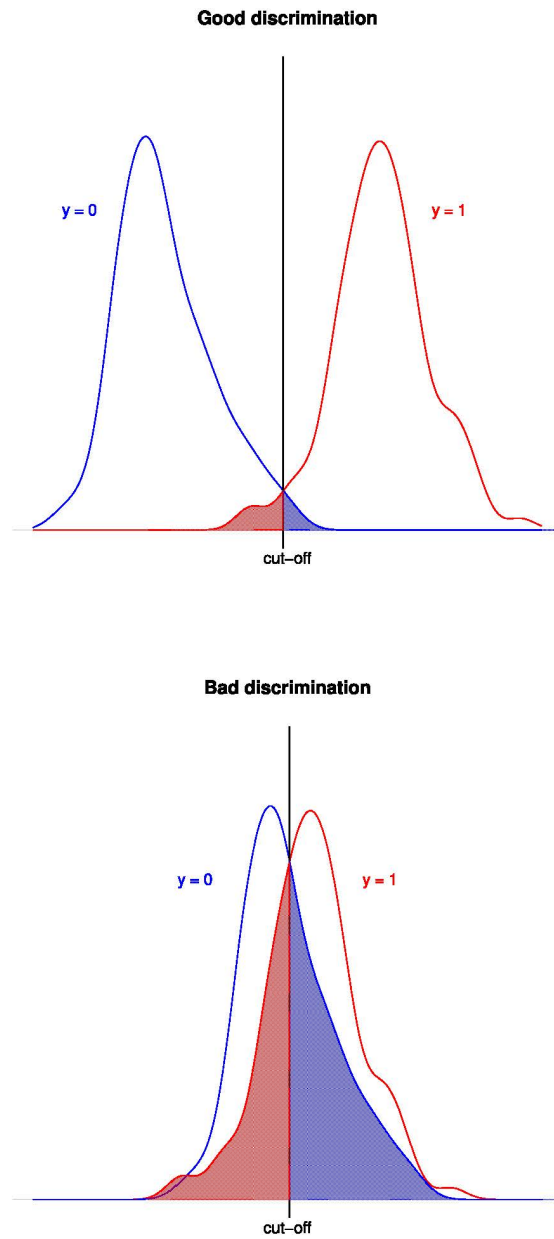 Good discrimination
y = 0
y = 1
cut−off
Bad discrimination
y = 0
y = 1
cut−off